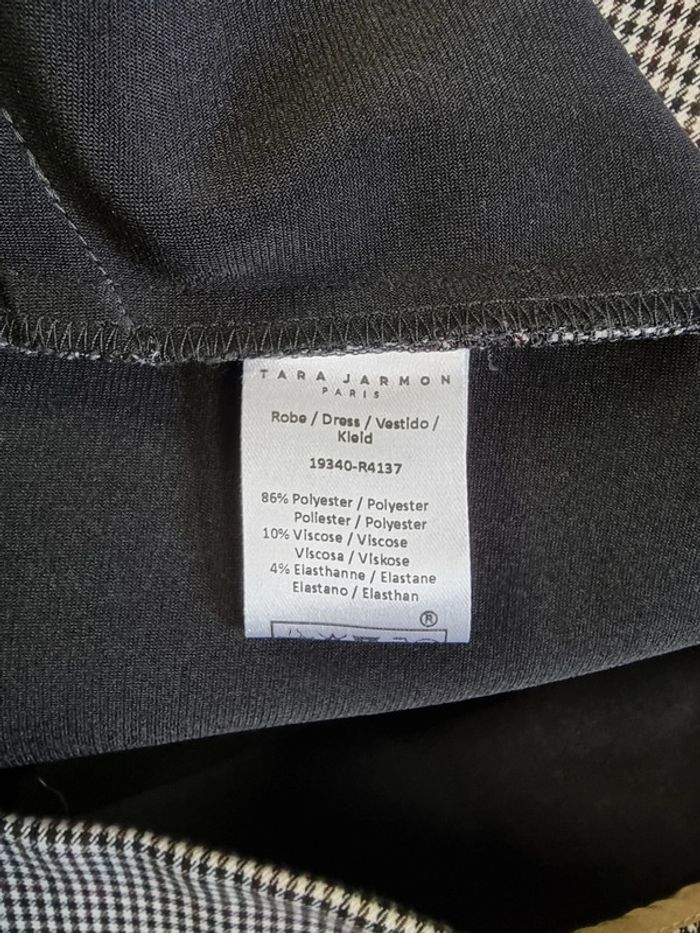 TARA JARMON
PARIS
Robe / Dress / Vestido /
Kleid
19340-R4137
86% Polyester / Polyester
Poliester / Polyester
10% Viscose / Viscose
Viscosa / Viskose
4% Elasthanne / Elastane
Elastano / Elasthan
®